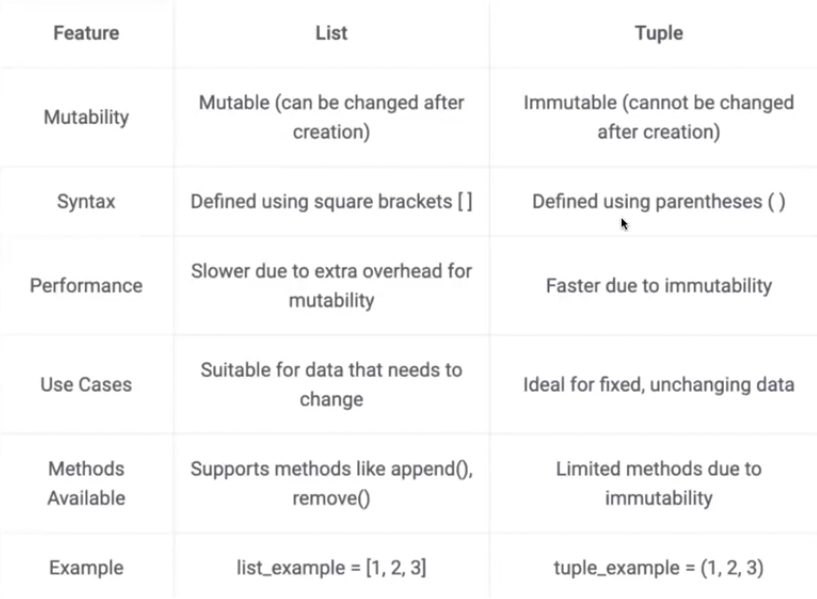 Feature List Tuple
Mutability Mutable (can be changed after creation) Immutable (cannot be changed after creation)
Syntax Defined using square brackets [ ] Defined using parentheses ( )
Performance Slower due to extra overhead for mutability Faster due to immutability
Use Cases Suitable for data that needs to change Ideal for fixed, unchanging data
Methods Available Supports methods like append(), remove() Limited methods due to immutability
Example list_example = [1, 2, 3] tuple_example = (1, 2, 3)